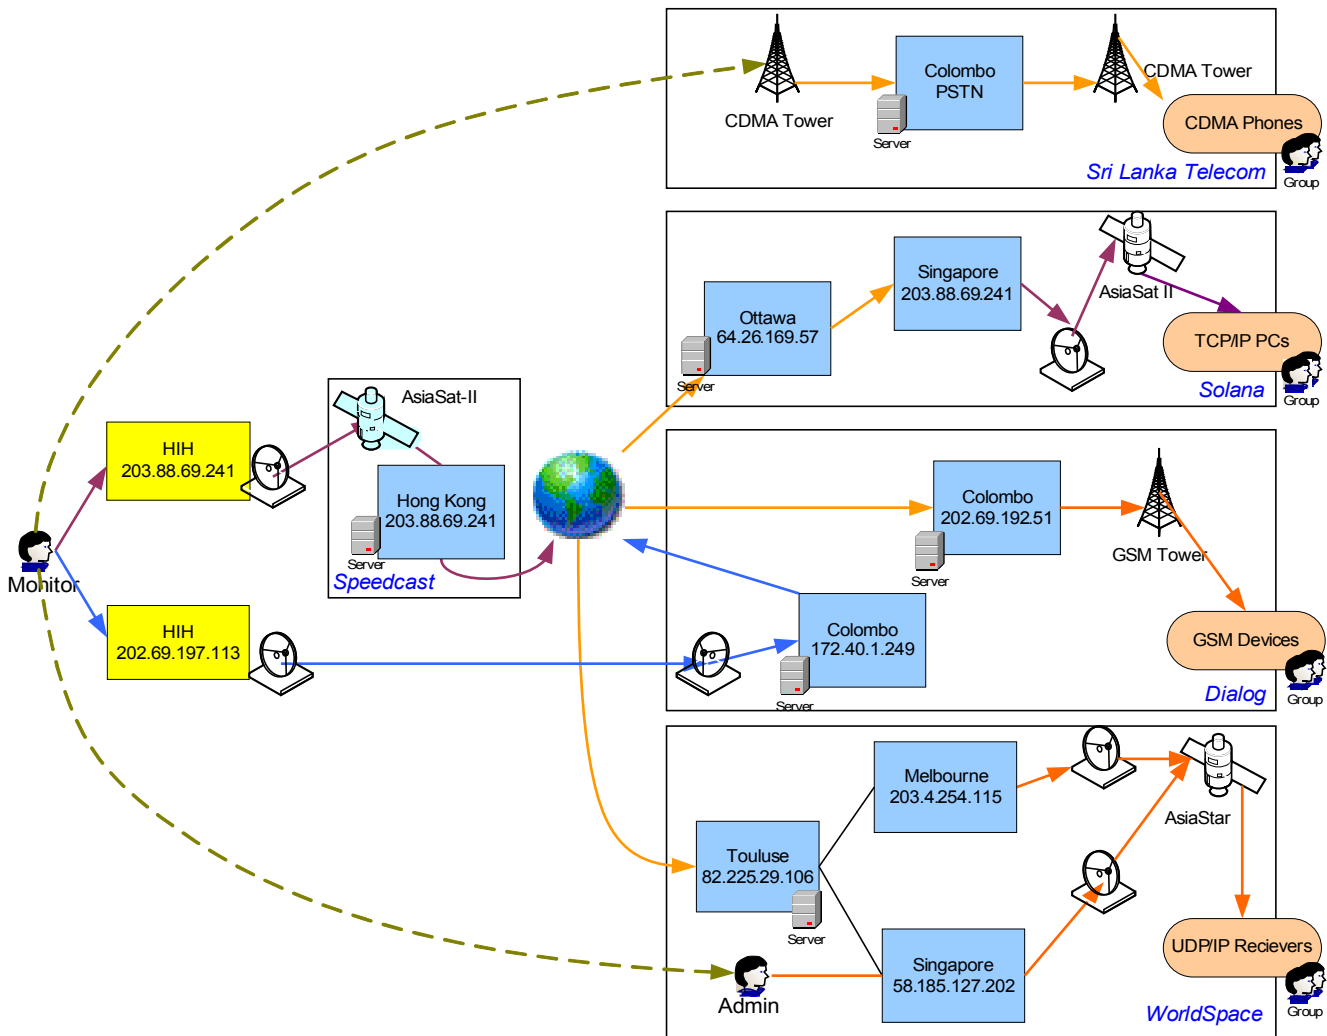 CDMA Tower
Colombo
PSTN
Server
CDMA Tower
CDMA Phones
Group
Sri Lanka Telecom
Ottawa
64.26.169.57
Server
Singapore
203.88.69.241
AsiaSat II
TCP/IP PCs
Group
Solana
HIH
203.88.69.241
AsiaSat-II
Hong Kong
203.88.69.241
Server
Speedcast
Monitor
HIH
202.69.197.113
Colombo
202.69.192.51
Server
GSM Tower
Colombo
172.40.1.249
Server
GSM Devices
Group
Dialog
Melbourne
203.4.254.115
AsiaStar
Touluse
82.225.29.106
Server
Admin
Singapore
58.185.127.202
UDP/IP Recievers
Group
WorldSpace